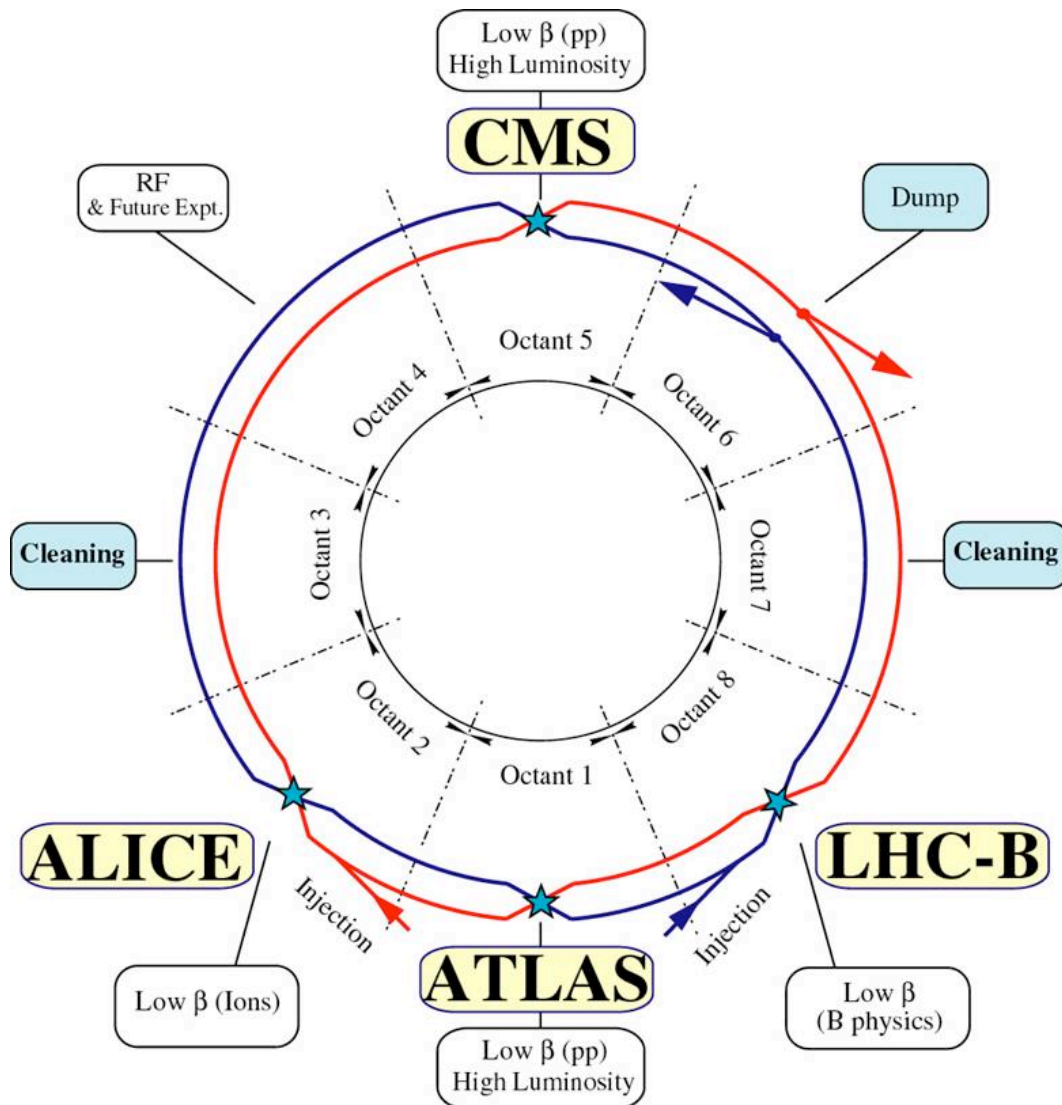 Low β (pp)
High Luminosity
CMS
RF
& Future Expt.
Dump
Octant 5
Octant 4
Octant 6
Cleaning
Octant 3
Octant 7
Cleaning
Octant 2
Octant 8
Octant 1
ALICE
LHC-B
Injection
Injection
ATLAS
Low β (Ions)
Low β
(B physics)
Low β (pp)
High Luminosity